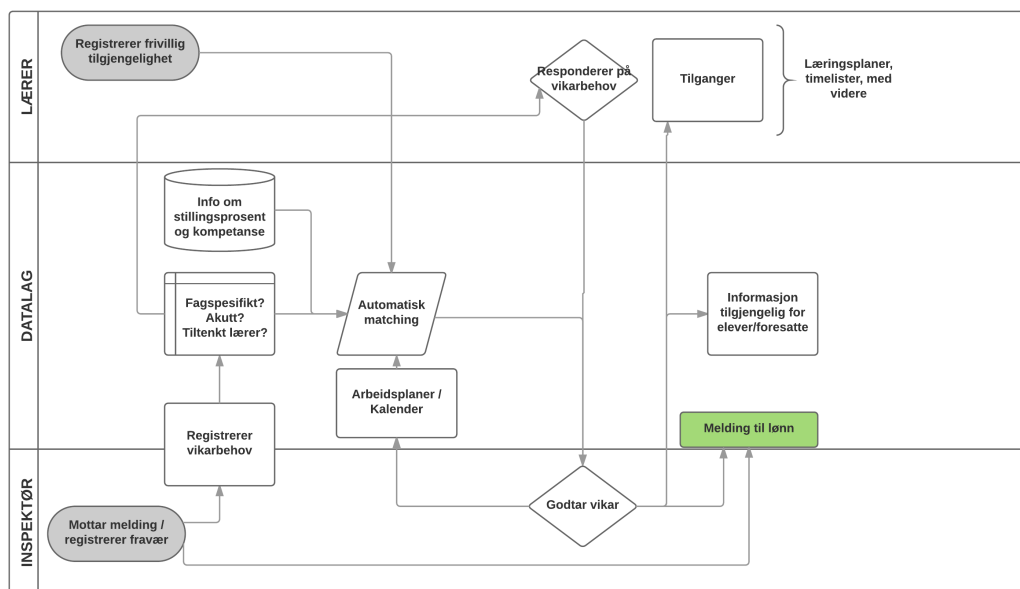 LÆRER
Registrerer frivillig
tilgjengelighet
Responderer på
vikarbehov
Tilganger
Læringsplaner,
timelister, med
videre
DATALAG
Info om
stillingsprosent
og kompetanse
Fagspesifikt?
Akutt?
Tiltenkt lærer?
Automatisk
matching
Informasjon
tilgjengelig for
elever/foresatte
Arbeidsplaner /
Kalender
Registrerer
vikarbehov
Melding til lønn
INSPEKTØR
Mottar melding /
registrerer fravær
Godtar vikar